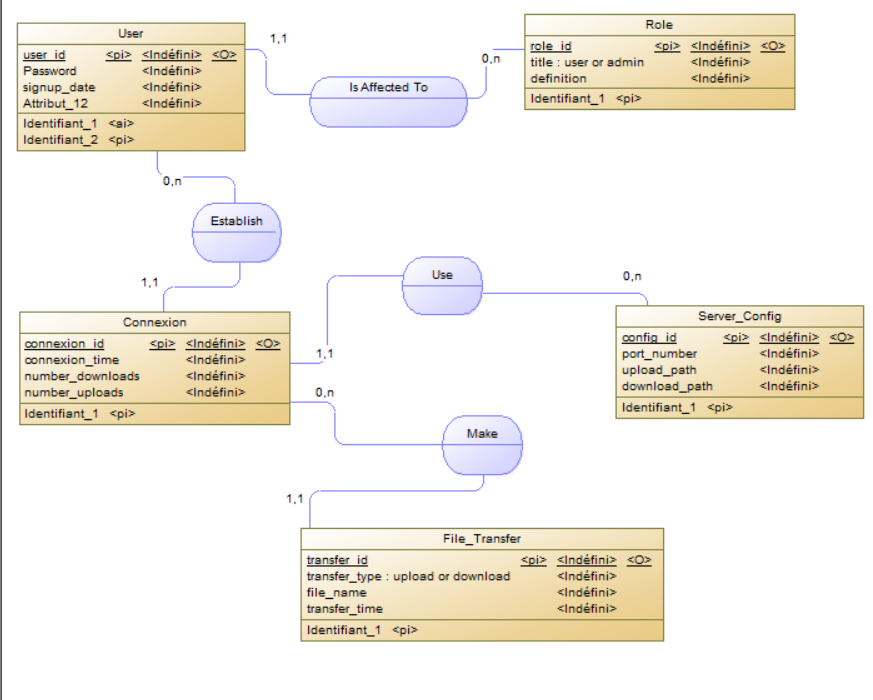 User
user_id <pi> <Indéfini> <O>
Password <Indéfini>
signup_date <Indéfini>
Attribut_12 <Indéfini>
Identifiant_1 <ai>
Identifiant_2 <pi>
1,1
Is Affected To
0,n
Role
role_id <pi> <Indéfini> <O>
title : user or admin <Indéfini>
definition <Indéfini>
Identifiant_1 <pi>
0,n
Establish
1,1
Connexion
connexion_id <pi> <Indéfini> <O>
connexion_time <Indéfini>
number_downloads <Indéfini>
number_uploads <Indéfini>
Identifiant_1 <pi>
1,1
Use
0,n
Server_Config
config_id <pi> <Indéfini> <O>
port_number <Indéfini>
upload_path <Indéfini>
download_path <Indéfini>
Identifiant_1 <pi>
0,n
Make
1,1
File_Transfer
transfer_id <pi> <Indéfini> <O>
transfer_type : upload or download <Indéfini>
file_name <Indéfini>
transfer_time <Indéfini>
Identifiant_1 <pi>